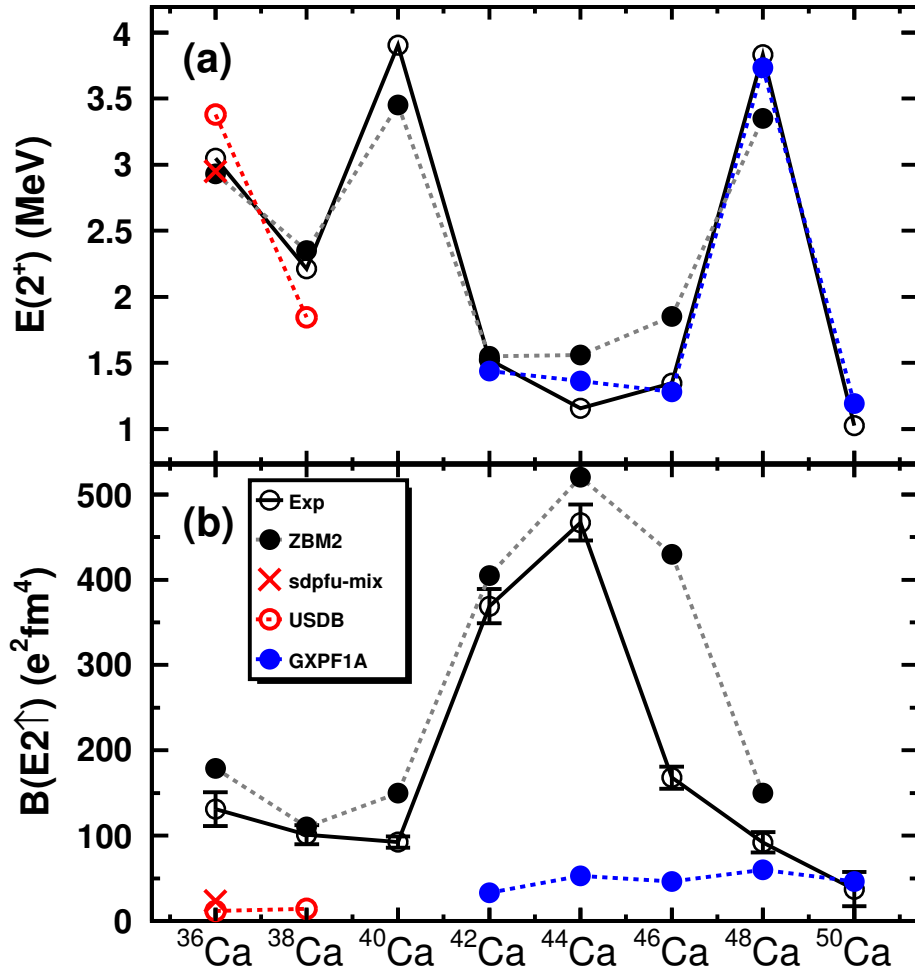 (a)
E(2⁺) (MeV)
4
3.5
3
2.5
2
1.5
1
(b)
B(E2↑) (e²fm⁴)
500
400
300
200
100
0
Exp
ZBM2
sdpfu-mix
USDB
GXPF1A
³⁶Ca ³⁸Ca ⁴⁰Ca ⁴²Ca ⁴⁴Ca ⁴⁶Ca ⁴⁸Ca ⁵⁰Ca